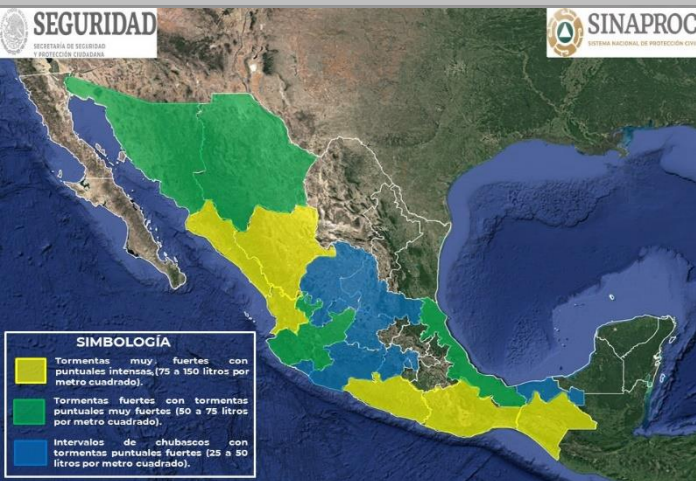 SEGURIDAD
SECRETARÍA DE SEGURIDAD
Y PROTECCIÓN CIUDADANA
SINAPROC
SISTEMA NACIONAL DE PROTECCIÓN
SIMBOLOGÍA
Tormentas muy fuertes con
puntuales intensas,(75 a 150 litros por
metro cuadrado).
Tormentas fuertes con tormentas
puntuales muy fuertes (50 a 75 litros
por metro cuadrado).
Intervalos de chubascos con
tormentas puntuales fuertes (25 a 50
litros por metro cuadrado).